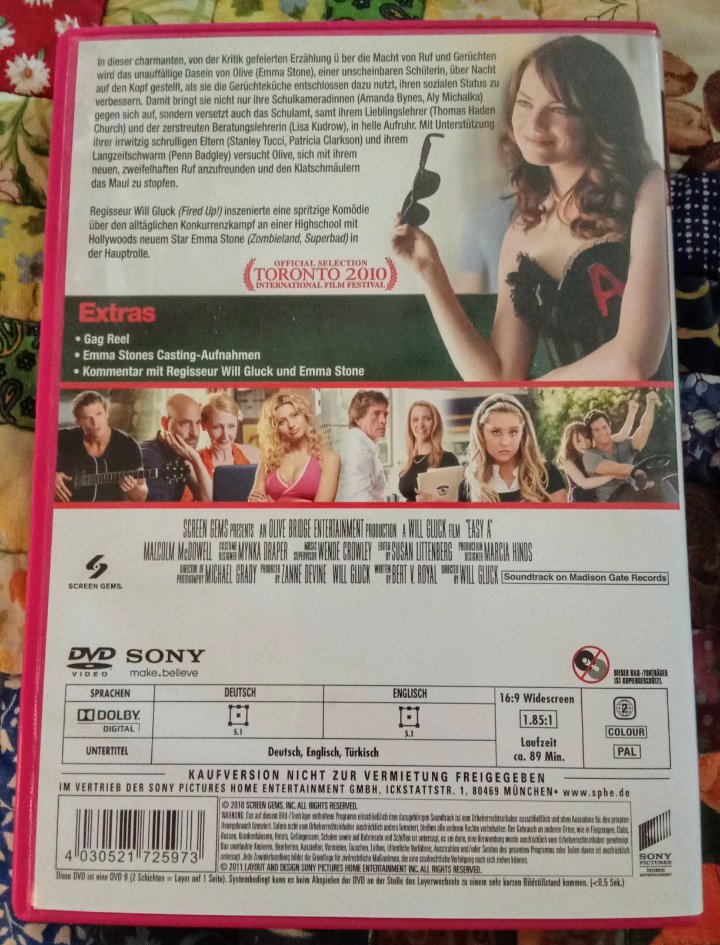 In dieser charmanten, von der Kritik gefeierten Erzählung ü ber die Macht von Ruf und Gerüchten
wird das unauffällige Dasein von Olive (Emma Stone), einer unscheinbaren Schülerin, über Nacht
auf den Kopf gestellt, als sie die Gerüchteküche entschlossen dazu nutzt, ihren sozialen Status zu
verbessern. Damit bringt sie nicht nur ihre Schulkameradinnen (Amanda Bynes, Aly Michalka)
gegen sich auf, sondern versetzt auch das Schulamt, samt ihrem Lieblingslehrer (Thomas Haden
Church) und der zerstreuten Beratungslehrerin (Lisa Kudrow), in helle Aufruhr. Mit Unterstützung
ihrer irrwitzig schrulligen Eltern (Stanley Tucci, Patricia Clarkson) und ihrem
Langzeitschwarm (Penn Badgley) versucht Olive, sich mit ihrem
neuen, zweifelhaften Ruf anzufreunden und den Klatschmäulern
das Maul zu stopfen.
Regisseur Will Gluck (Fired Up!) inszenierte eine spritzige Komödie
über den alltäglichen Konkurrenzkampf an einer Highschool mit
Hollywoods neuem Star Emma Stone (Zombieland, Superbad) in
der Hauptrolle.
OFFICIAL SELECTION
TORONTO 2010
INTERNATIONAL FILM FESTIVAL
A
Extras
• Gag Reel
• Emma Stones Casting-Aufnahmen
• Kommentar mit Regisseur Will Gluck und Emma Stone
SCREEN GEMS PRESENTS AN OLIVE BRIDGE ENTERTAINMENT PRODUCTION A WILL GLUCK FILM "EASY A"
MALCOLM McDOWELL COSTUME DESIGNER MYNKA DRAPER MUSIC SUPERVISOR WENDE CROWLEY EDITED BY SUSAN LITTENBERG PRODUCTION DESIGNER MARCIA HINDS
DIRECTOR OF PHOTOGRAPHY MICHAEL GRADY PRODUCED BY ZANNE DEVINE WILL GLUCK WRITTEN BY BERT V. ROYAL DIRECTED BY WILL GLUCK Soundtrack on Madison Gate Records
SCREEN GEMS.
DVD VIDEO SONY make.believe
DIESER BILD-/TONTRÄGER
IST KOPIERGESCHÜTZT.
SPRACHEN DEUTSCH ENGLISCH
DOLBY DIGITAL 5.1 5.1
UNTERTITEL Deutsch, Englisch, Türkisch
16:9 Widescreen
1.85:1
Laufzeit
ca. 89 Min.
2
COLOUR
PAL
KAUFVERSION NICHT ZUR VERMIETUNG FREIGEGEBEN
IM VERTRIEB DER SONY PICTURES HOME ENTERTAINMENT GMBH, ICKSTATTSTR. 1, 80469 MÜNCHEN• www.sphe.de
4 030521 725973
© 2010 SCREEN GEMS, INC. ALL RIGHTS RESERVED.
© 2011 LAYOUT AND DESIGN SONY PICTURES HOME ENTERTAINMENT INC. ALL RIGHTS RESERVED.
SONY
PICTURES
HOME
ENTERTAINMENT
Diese DVD ist eine DVD 9 (2 Schichten = Layer auf 1 Seite). Systembedingt kann es beim Abspielen der DVD an der Stelle des Layerwechsels zu einem sehr kurzen Bildstillstand kommen. (<0,5 Sek.)